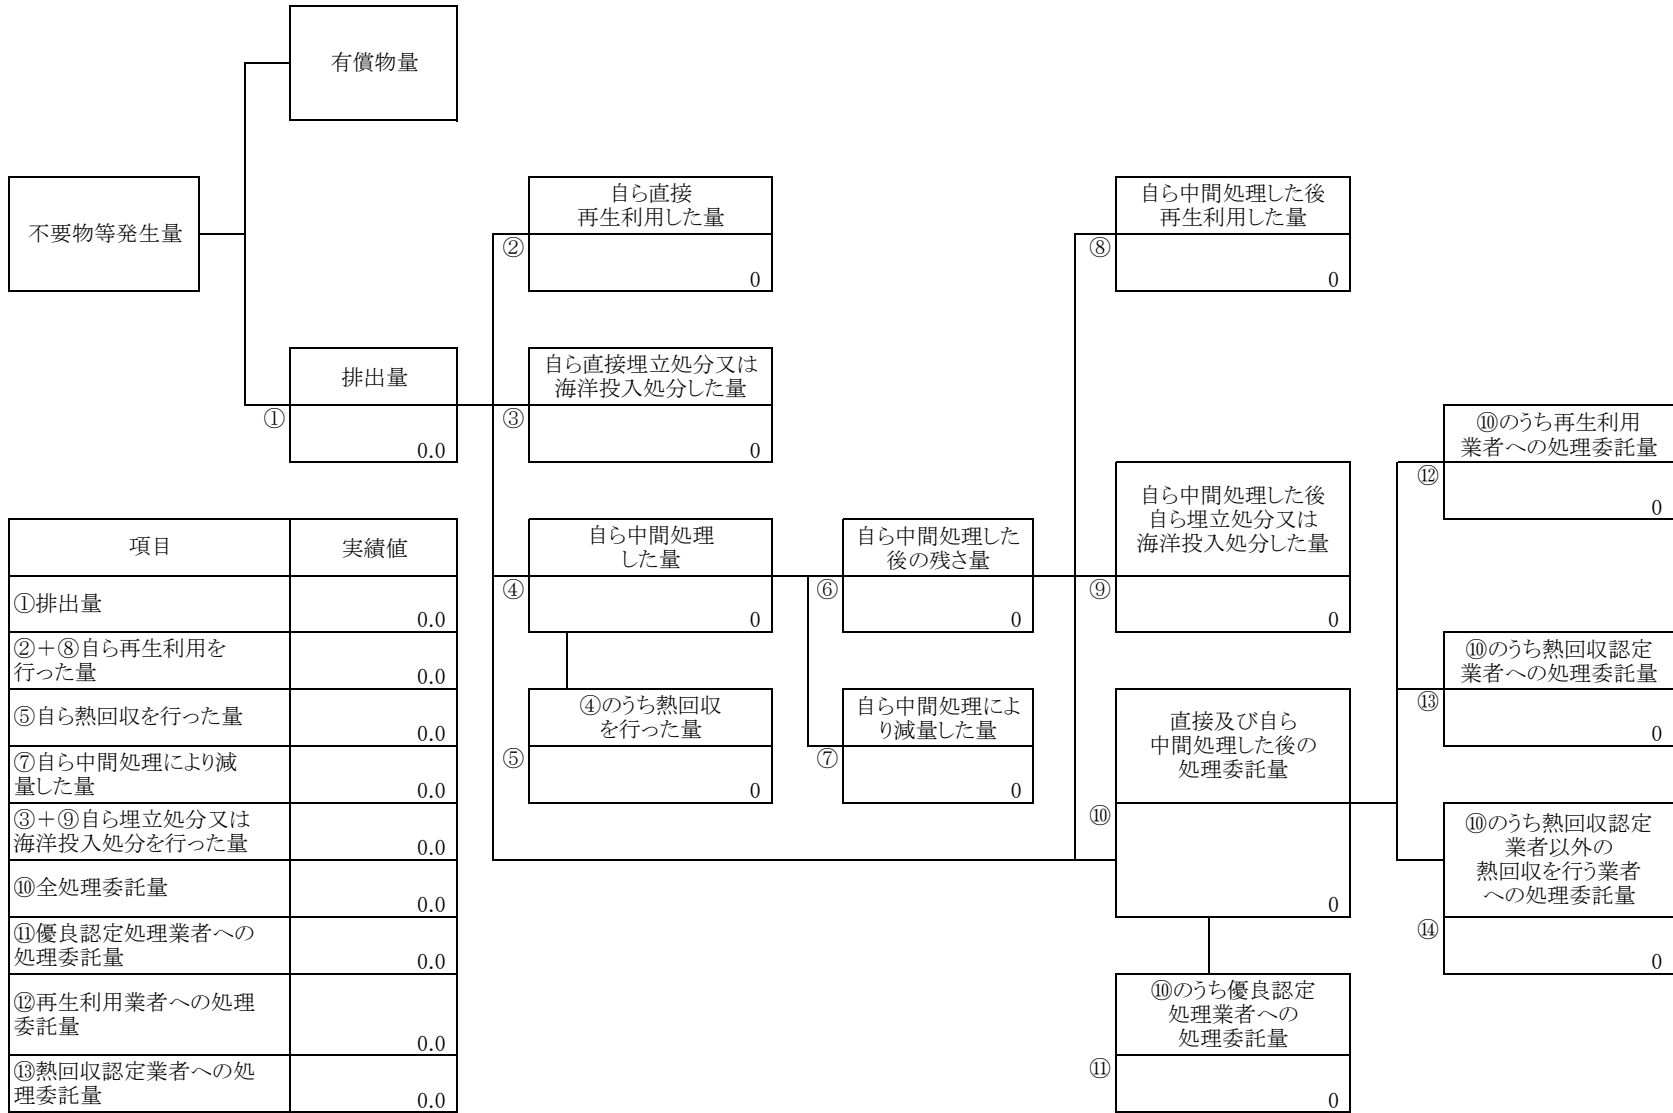 有償物量
不要物等発生量
自ら直接
再生利用した量
②
0
自ら中間処理した後
再生利用した量
⑧
0
排出量
①
0.0
自ら直接埋立処分又は
海洋投入処分した量
③
0
⑩のうち再生利用
業者への処理委託量
⑫
0
自ら中間処理
した量
④
0
自ら中間処理した
後の残さ量
⑥
0
自ら中間処理した後
自ら埋立処分又は
海洋投入処分した量
⑨
0
⑩のうち熱回収認定
業者への処理委託量
⑬
0
④のうち熱回収
を行った量
⑤
0
自ら中間処理によ
り減量した量
⑦
0
直接及び自ら
中間処理した後の
処理委託量
⑩
0
⑩のうち熱回収認定
業者以外の
熱回収を行う業者
への処理委託量
⑭
0
⑩のうち優良認定
処理業者への
処理委託量
⑪
0
項目 実績値
①排出量
0.0
②+⑧自ら再生利用を
行った量
0.0
⑤自ら熱回収を行った量
0.0
⑦自ら中間処理により減
量した量
0.0
③+⑨自ら埋立処分又は
海洋投入処分を行った量
0.0
⑩全処理委託量
0.0
⑪優良認定処理業者への
処理委託量
0.0
⑫再生利用業者への処理
委託量
0.0
⑬熱回収認定業者への処
理委託量
0.0